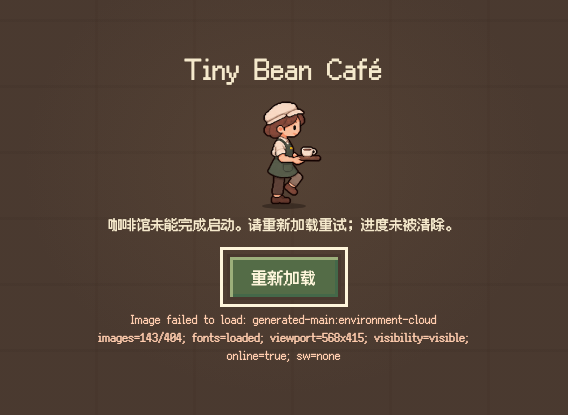 Tiny Bean Café
咖啡馆未能完成启动。请重新加载重试；进度未被清除。
重新加载
Image failed to load: generated-main:environment-cloud
images=143/404; fonts=loaded; viewport=568x415; visibility=visible;
online=true; sw=none